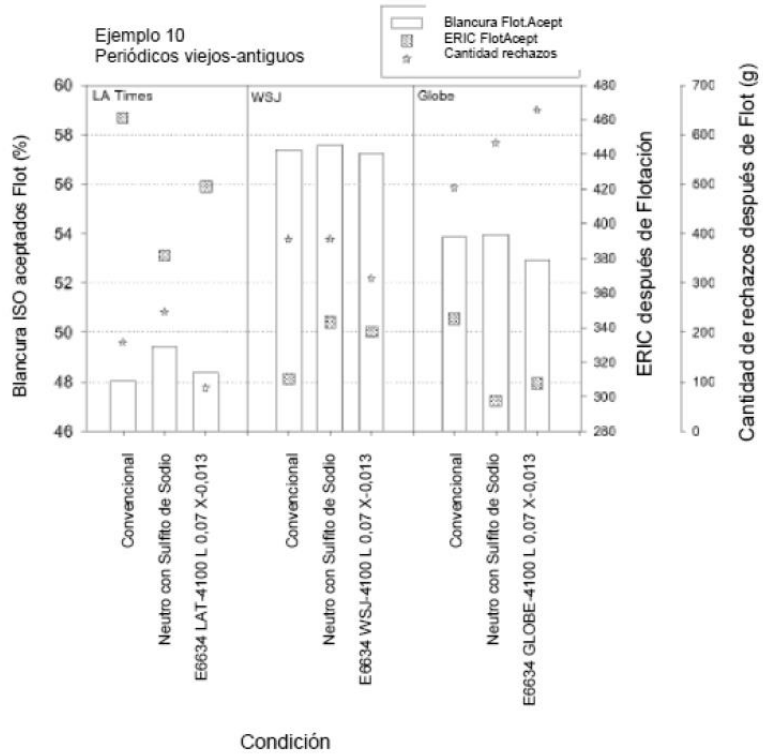 Ejemplo 10
Periódicos viejos-antiguos
Blancura Flot.Acept
ERIC FlotAcept
Cantidad rechazos
LA Times
WSJ
Globe
Blancura ISO aceptados Flot (%)
60
58
56
54
52
50
48
46
480
460
440
420
400
380
360
340
320
300
280
ERIC después de Flotación
700
600
500
400
300
200
100
0
Cantidad de rechazos después de Flot (g)
Convencional
Neutro con Sulfito de Sodio
E6634 LAT-4100 L 0,07 X-0,013
Convencional
Neutro con Sulfito de Sodio
E6634 WSJ-4100 L 0,07 X-0,013
Convencional
Neutro con Sulfito de Sodio
E6634 GLOBE-4100 L 0,07 X-0,013
Condición